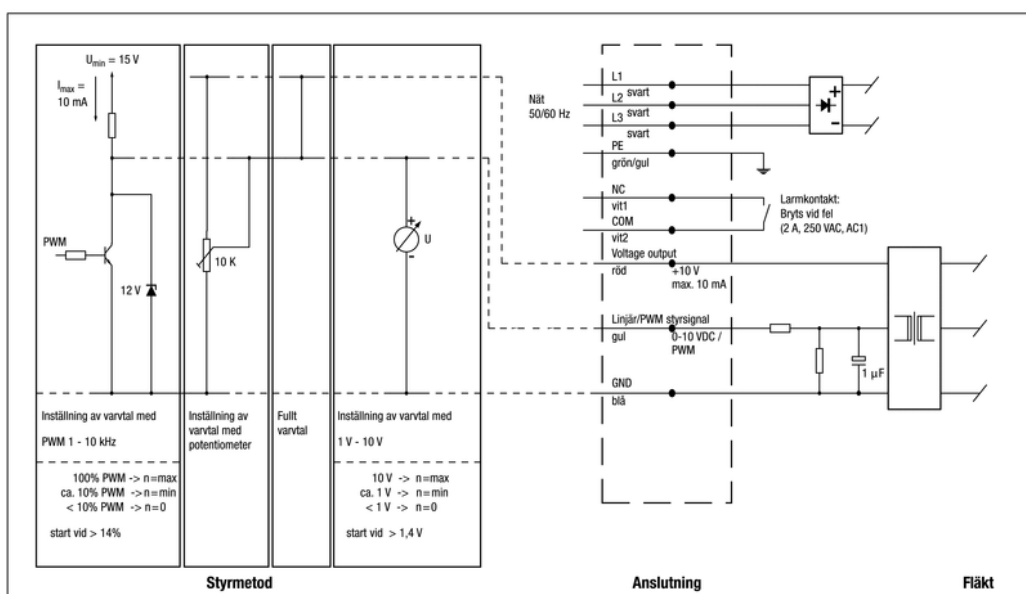 U min = 15 V
I max =
10 mA
PWM
12 V
10 K
+
U
-
Inställning av varvtal med
PWM 1 - 10 kHz
100% PWM -> n=max
ca. 10% PWM ->n=min
< 10% PWM -> n=0
start vid > 14%
Inställning av
varvtal med
potentiometer
Fullt
varvtal
Inställning av varvtal med
1 V - 10 V
10 V -> n=max
ca. 1 V -> n=min
< 1 V -> n=0
start vid > 1,4 V
Styrmetod
Nät
50/60 Hz
L1
svart
L2
svart
L3
svart
PE
grön/gul
NC
vit1
COM
vit2
Voltage output
röd
+10 V
max. 10 mA
Linjär/PWM styrsignal
gul
0-10 VDC /
PWM
GND
blå
Anslutning
+
-
Larmkontakt:
Bryts vid fel
(2 A, 250 VAC, AC1)
1 µF
Fläkt